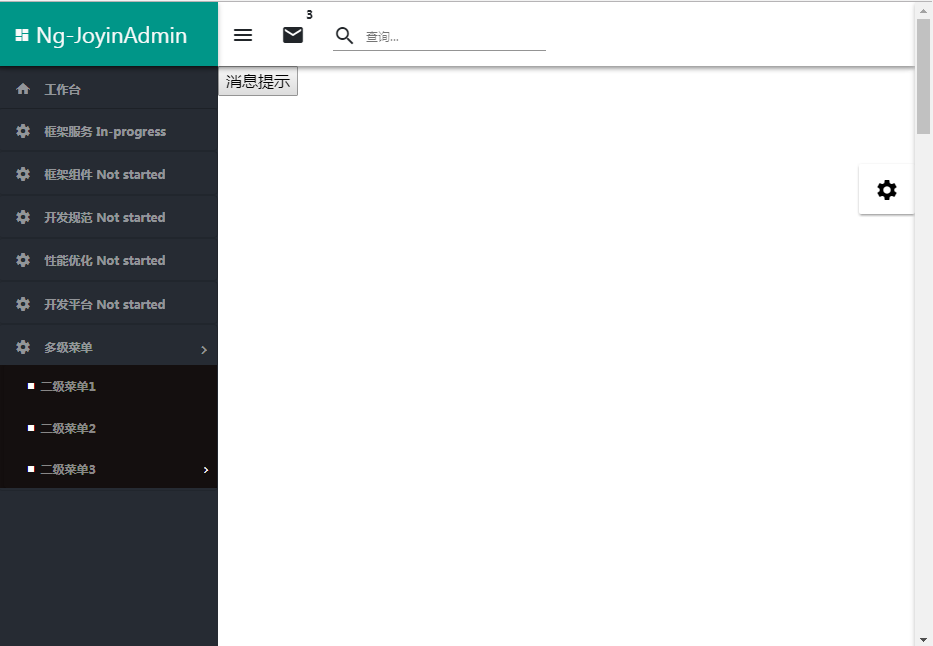 Ng-JoyinAdmin
3
查询...
消息提示
工作台
框架服务 In-progress
框架组件 Not started
开发规范 Not started
性能优化 Not started
开发平台 Not started
多级菜单
二级菜单1
二级菜单2
二级菜单3